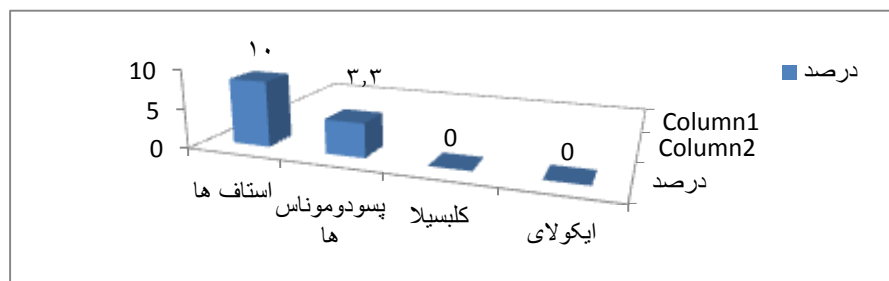 ۱۰
۳,۳
0
0
10
5
0
درصد
Column1
Column2
درصد
استاف ها
پسودوموناس
ها
کلبسیلا
ایکولای